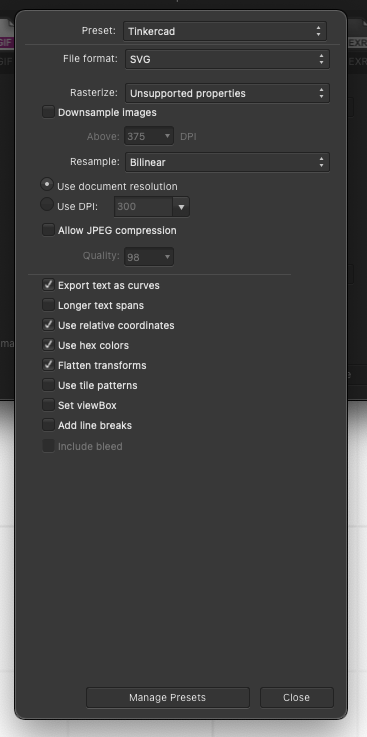 Preset: Tinkercad
GIF
EXR
File format: SVG
GIF
EXR
Rasterize: Unsupported properties
Downsample images
Above: 375 DPI
Resample: Bilinear
Use document resolution
Use DPI: 300
Allow JPEG compression
Quality: 98
Export text as curves
Longer text spans
Use relative coordinates
ma
Use hex colors
Flatten transforms
e
Use tile patterns
Set viewBox
Add line breaks
Include bleed
Manage Presets Close